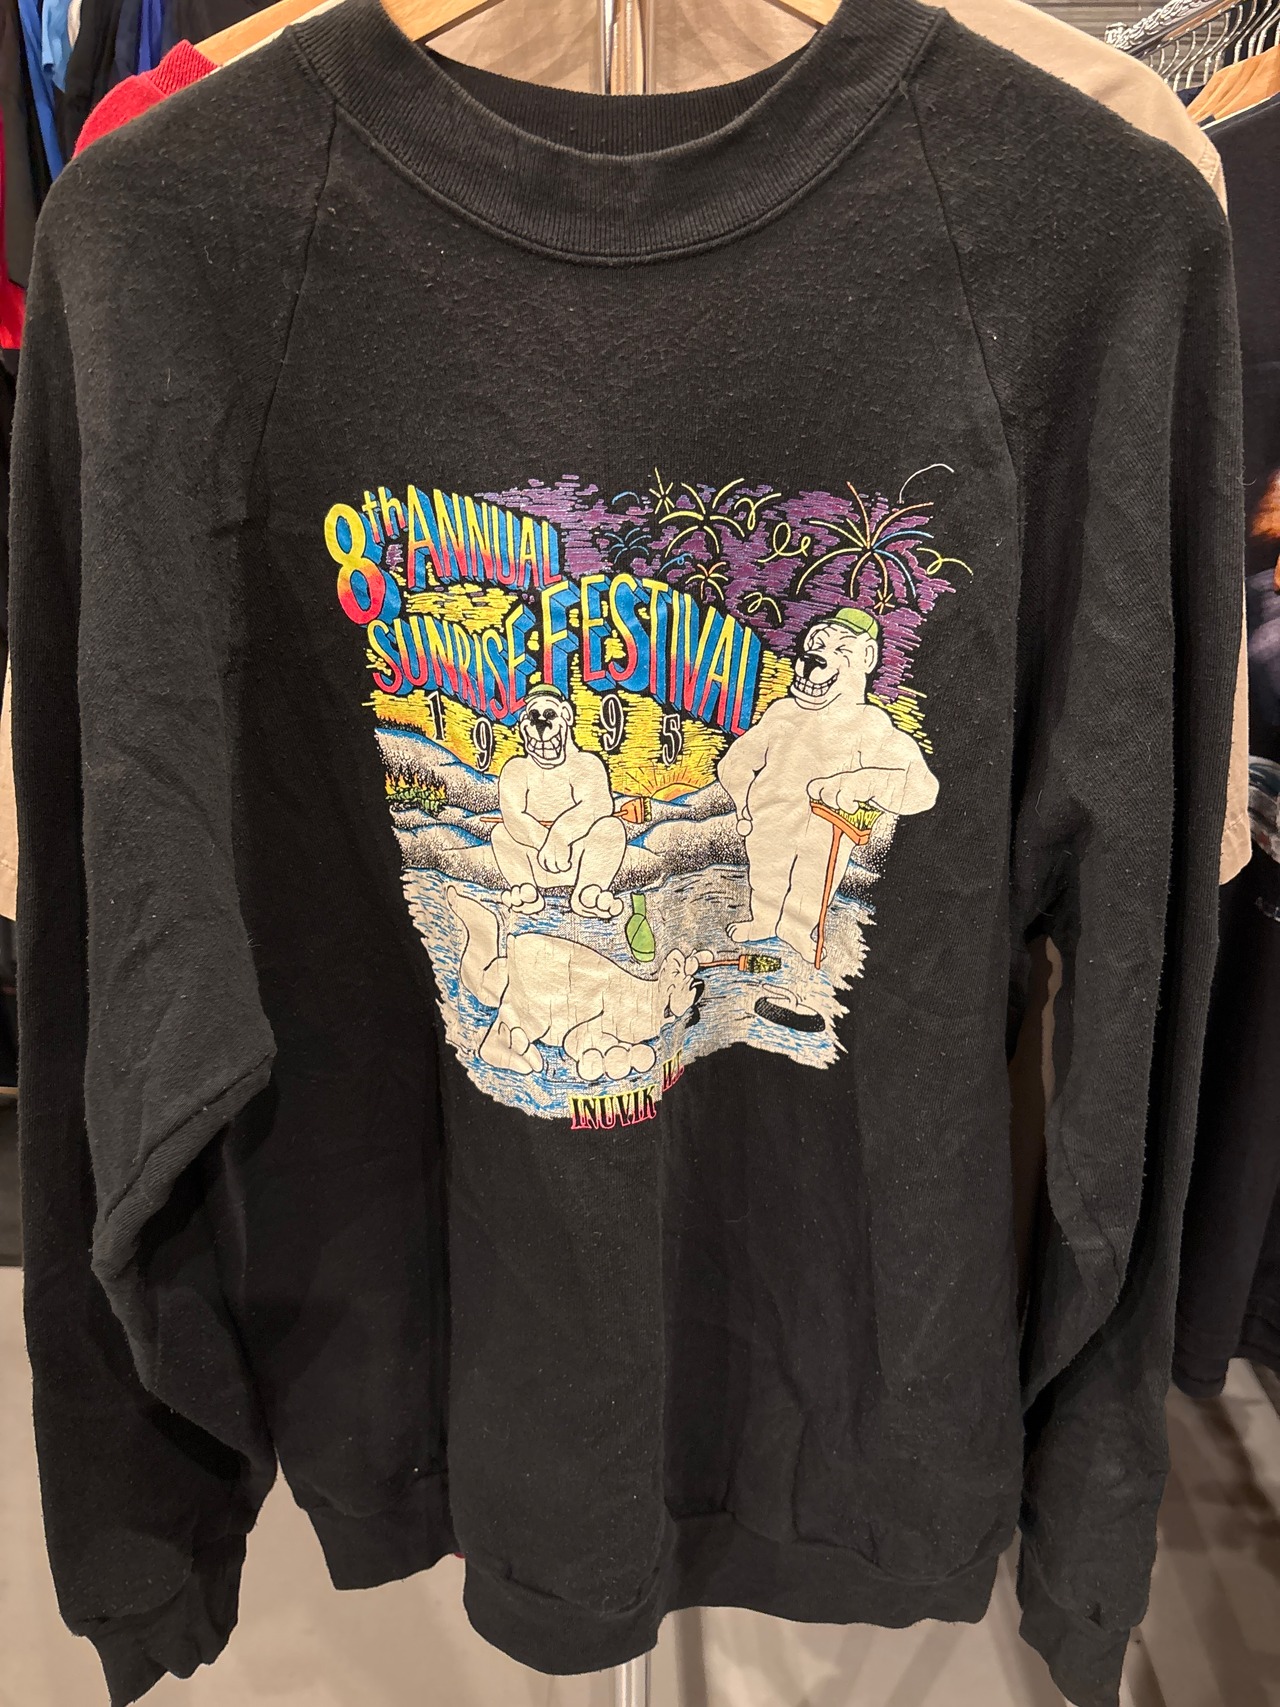 8th ANNUAL
SUNRISE FESTIVAL
1995
INUVIK